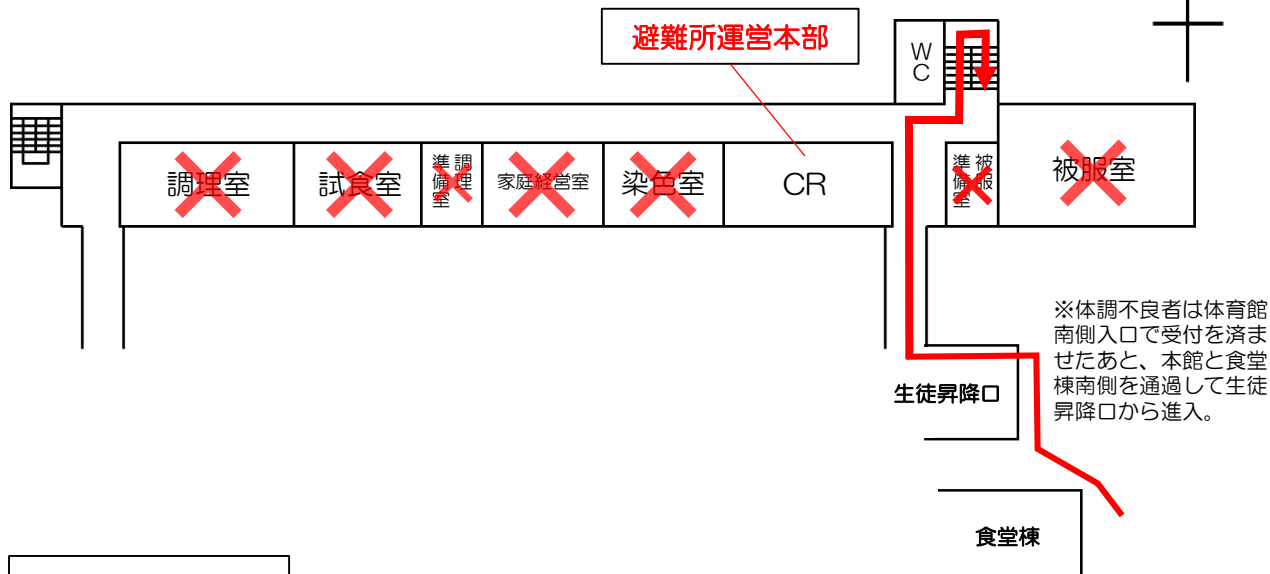 避難所運営本部
WC
調理室
試食室
調理
準備室
家庭経営室
染色室
CR
被服
準備室
被服室
※体調不良者は体育館
南側入口で受付を済ま
せたあと、本館と食堂
棟南側を通過して生徒
昇降口から進入。
生徒昇降口
食堂棟